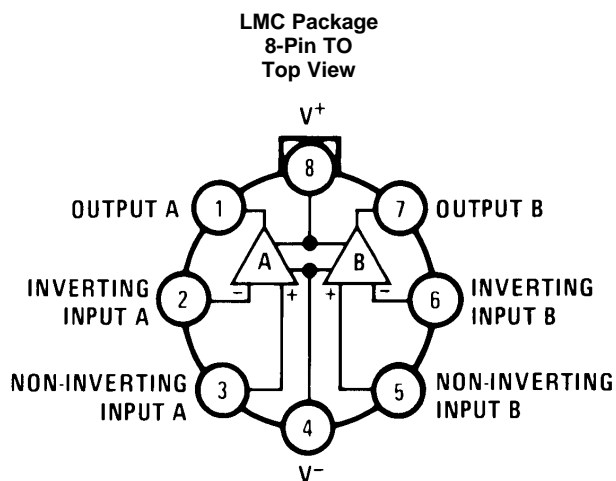 LMC Package
8-Pin TO
Top View
V+
8
OUTPUT A
1
7
OUTPUT B
A
B
INVERTING
INPUT A
2
−
+
+
−
6
INVERTING
INPUT B
NON-INVERTING
INPUT A
3
5
NON-INVERTING
INPUT B
4
V−